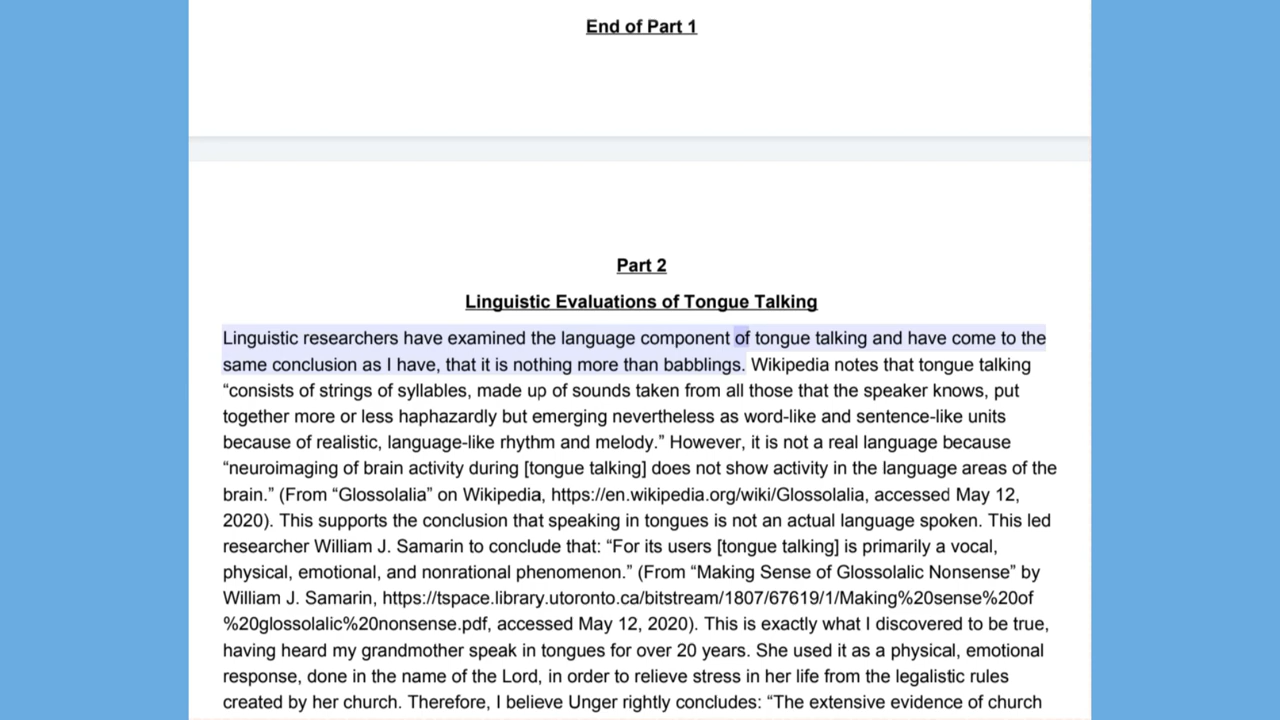 End of Part 1
Part 2
Linguistic Evaluations of Tongue Talking
Linguistic researchers have examined the language component of tongue talking and have come to the
same conclusion as I have, that it is nothing more than babblings. Wikipedia notes that tongue talking
“consists of strings of syllables, made up of sounds taken from all those that the speaker knows, put
together more or less haphazardly but emerging nevertheless as word-like and sentence-like units
because of realistic, language-like rhythm and melody.” However, it is not a real language because
“neuroimaging of brain activity during [tongue talking] does not show activity in the language areas of the
brain.” (From “Glossolalia” on Wikipedia, https://en.wikipedia.org/wiki/Glossolalia, accessed May 12,
2020). This supports the conclusion that speaking in tongues is not an actual language spoken. This led
researcher William J. Samarin to conclude that: “For its users [tongue talking] is primarily a vocal,
physical, emotional, and nonrational phenomenon.” (From “Making Sense of Glossolalic Nonsense” by
William J. Samarin, https://tspace.library.utoronto.ca/bitstream/1807/67619/1/Making%20sense%20of
%20glossolalic%20nonsense.pdf, accessed May 12, 2020). This is exactly what I discovered to be true,
having heard my grandmother speak in tongues for over 20 years. She used it as a physical, emotional
response, done in the name of the Lord, in order to relieve stress in her life from the legalistic rules
created by her church. Therefore, I believe Unger rightly concludes: “The extensive evidence of church